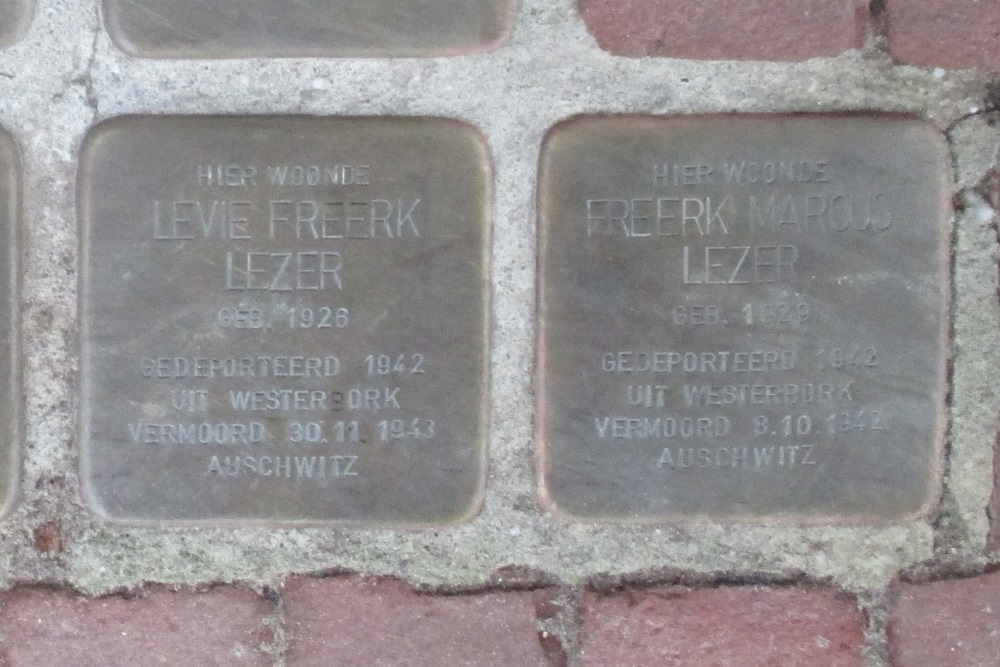 HIER WOONDE
LEVIE FREERK
LEZER
GEB. 1926
GEDEPORTEERD 1942
UIT WESTERBORK
VERMOORD 30.11.1943
AUSCHWITZ
HIER WOONDE
FREERK MARCUS
LEZER
GEB. 1929
GEDEPORTEERD 1942
UIT WESTERBORK
VERMOORD 8.10.1942
AUSCHWITZ